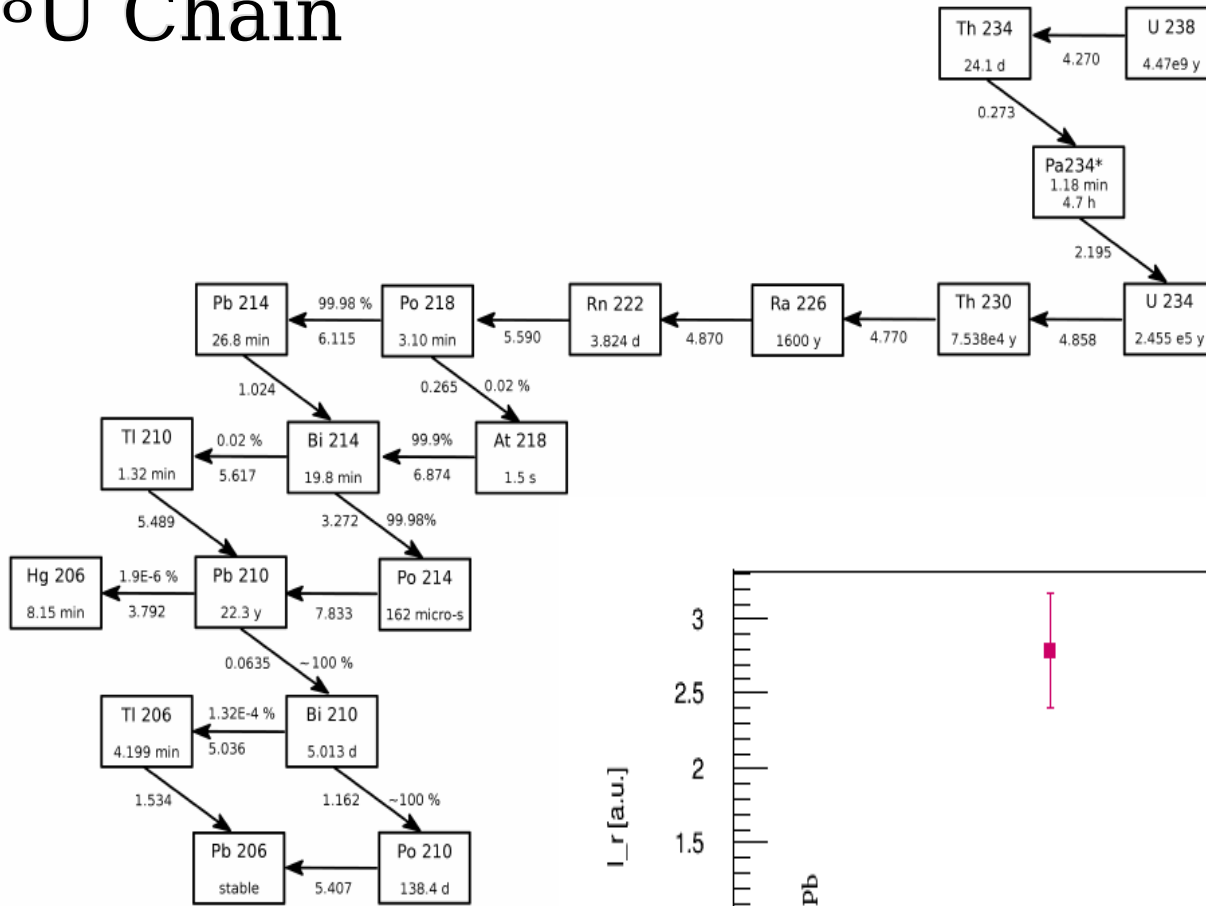 ⁸U Chain
Th 234
24.1 d
4.270
U 238
4.47e9 y
0.273
Pa234*
1.18 min
4.7 h
2.195
Pb 214
26.8 min
99.98 %
6.115
Po 218
3.10 min
5.590
Rn 222
3.824 d
4.870
Ra 226
1600 y
4.770
Th 230
7.538e4 y
4.858
U 234
2.455 e5 y
1.024
0.265
0.02 %
Tl 210
1.32 min
0.02 %
5.617
Bi 214
19.8 min
99.9%
6.874
At 218
1.5 s
5.489
3.272
99.98%
Hg 206
8.15 min
1.9E-6 %
3.792
Pb 210
22.3 y
7.833
Po 214
162 micro-s
0.0635
~100 %
Tl 206
4.199 min
1.32E-4 %
5.036
Bi 210
5.013 d
1.534
1.162
~100 %
Pb 206
stable
5.407
Po 210
138.4 d
3
2.5
2
1.5
I_r [a.u.]
Pb